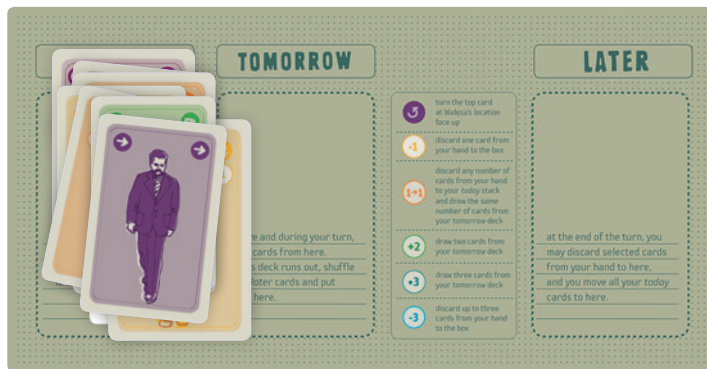 TOMORROW
LATER
e and during your turn,
cards from here.
s deck runs out, shuffle
later cards and put
here.
turn the top card
at Wałęsa's location
face up
-1
discard one card from
your hand to the box
1→1
discard any number of
cards from your hand
to your today stack
and draw the same
number of cards from
your tomorrow deck
+2
draw two cards from
your tomorrow deck
+3
draw three cards from
your tomorrow deck
-3
discard up to three
cards from your hand
to the box
at the end of the turn, you
may discard selected cards
from your hand to here,
and you move all your today
cards to here.